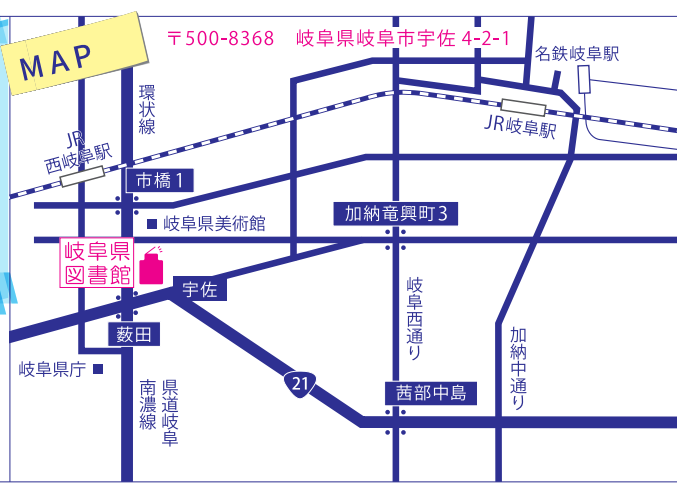 MAP
〒500-8368 岐阜県岐阜市宇佐 4-2-1
名鉄岐阜駅
環状線
JR岐阜駅
JR
西岐阜駅
市橋 1
岐阜県美術館
加納竜興町3
岐阜県
図書館
宇佐
岐阜西通り
加納中通り
薮田
岐阜県庁
21
茜部中島
県道岐阜
南濃線